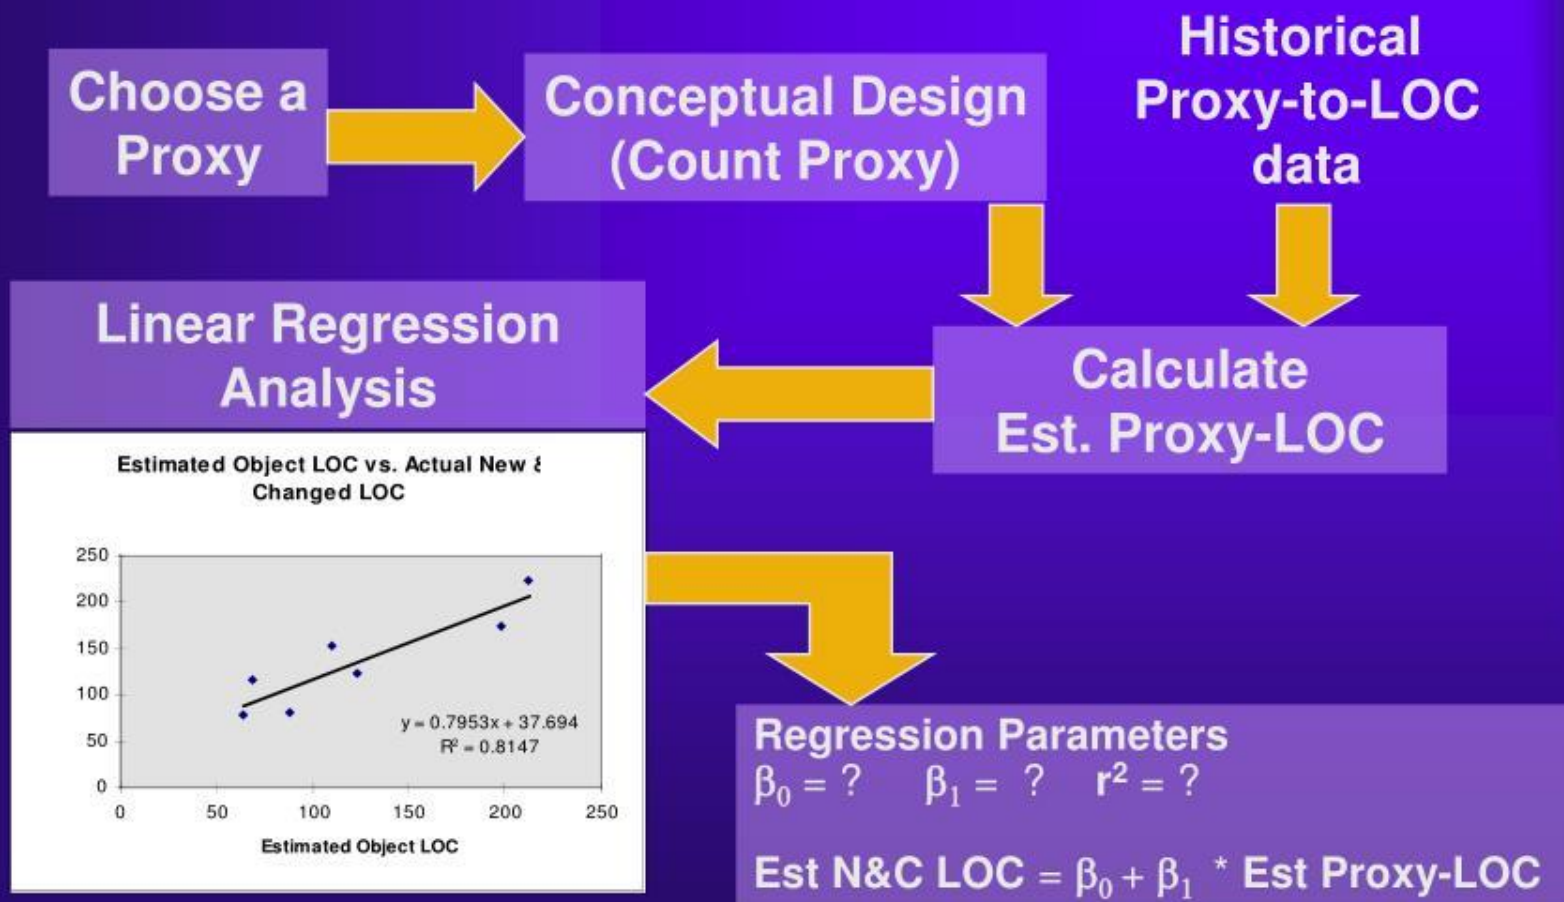 Choose a
Proxy
Conceptual Design
(Count Proxy)
Historical
Proxy-to-LOC
data
Calculate
Est. Proxy-LOC
Linear Regression
Analysis
Estimated Object LOC vs. Actual New &
Changed LOC
250
200
150
100
50
0
y = 0.7953x + 37.694
R² = 0.8147
0 50 100 150 200 250
Estimated Object LOC
Regression Parameters
β₀ = ? β₁ = ? r² = ?
Est N&C LOC = β₀ + β₁ * Est Proxy-LOC